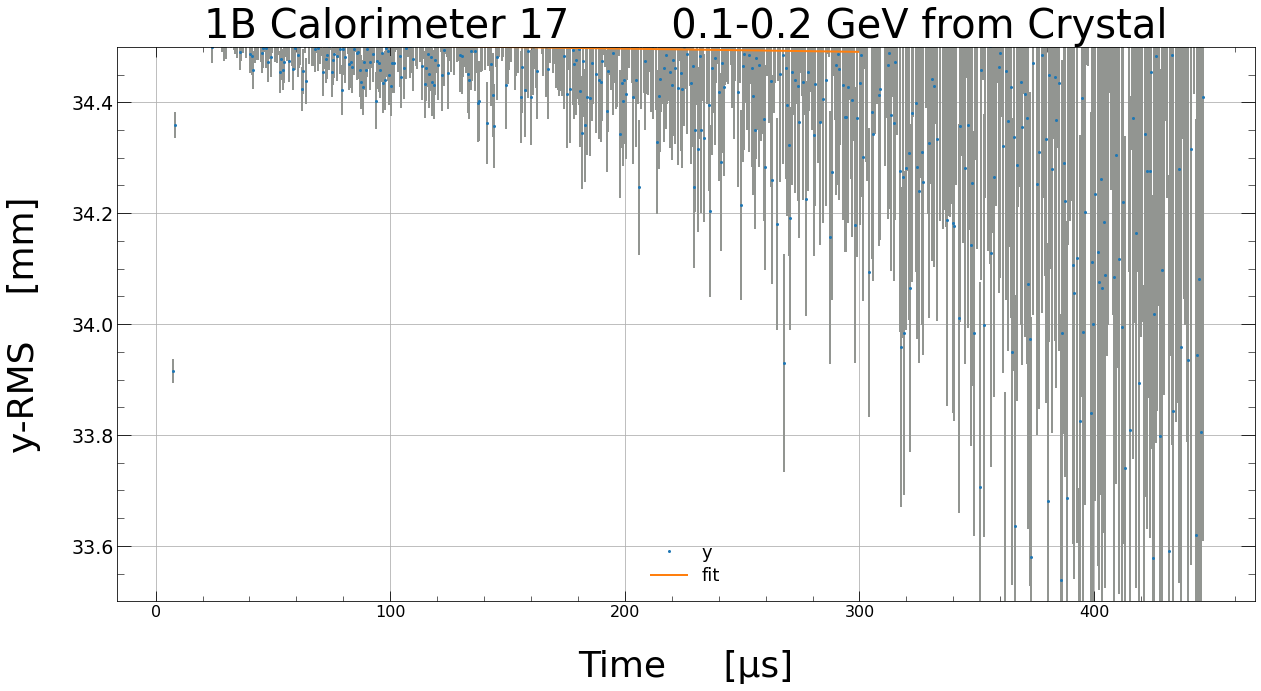 1B Calorimeter 17 0.1-0.2 GeV from Crystal
y-RMS [mm]
34.4
34.2
34.0
33.8
33.6
y
fit
0 100 200 300 400
Time [μs]